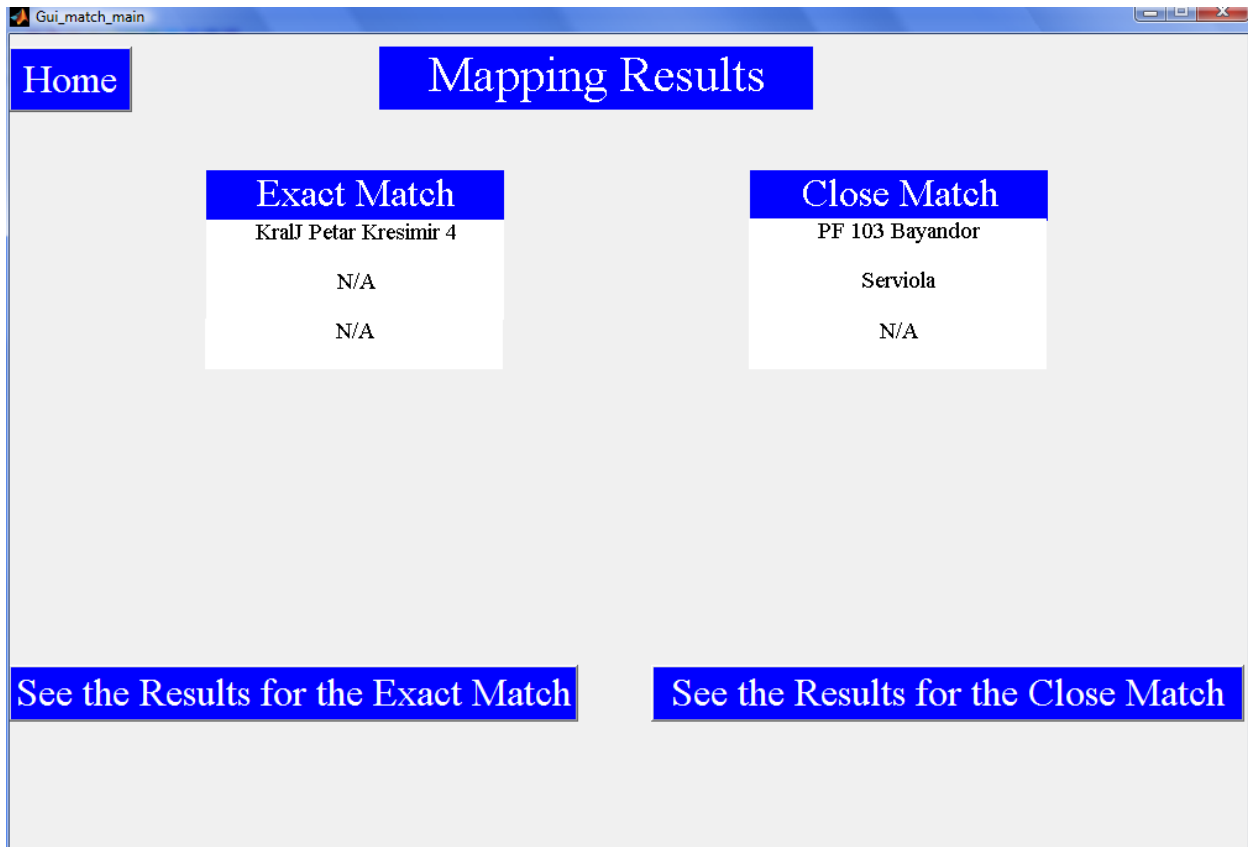 Gui_match_main
Home
Mapping Results
Exact Match
KralJ Petar Kresimir 4
N/A
N/A
Close Match
PF 103 Bayandor
Serviola
N/A
See the Results for the Exact Match
See the Results for the Close Match